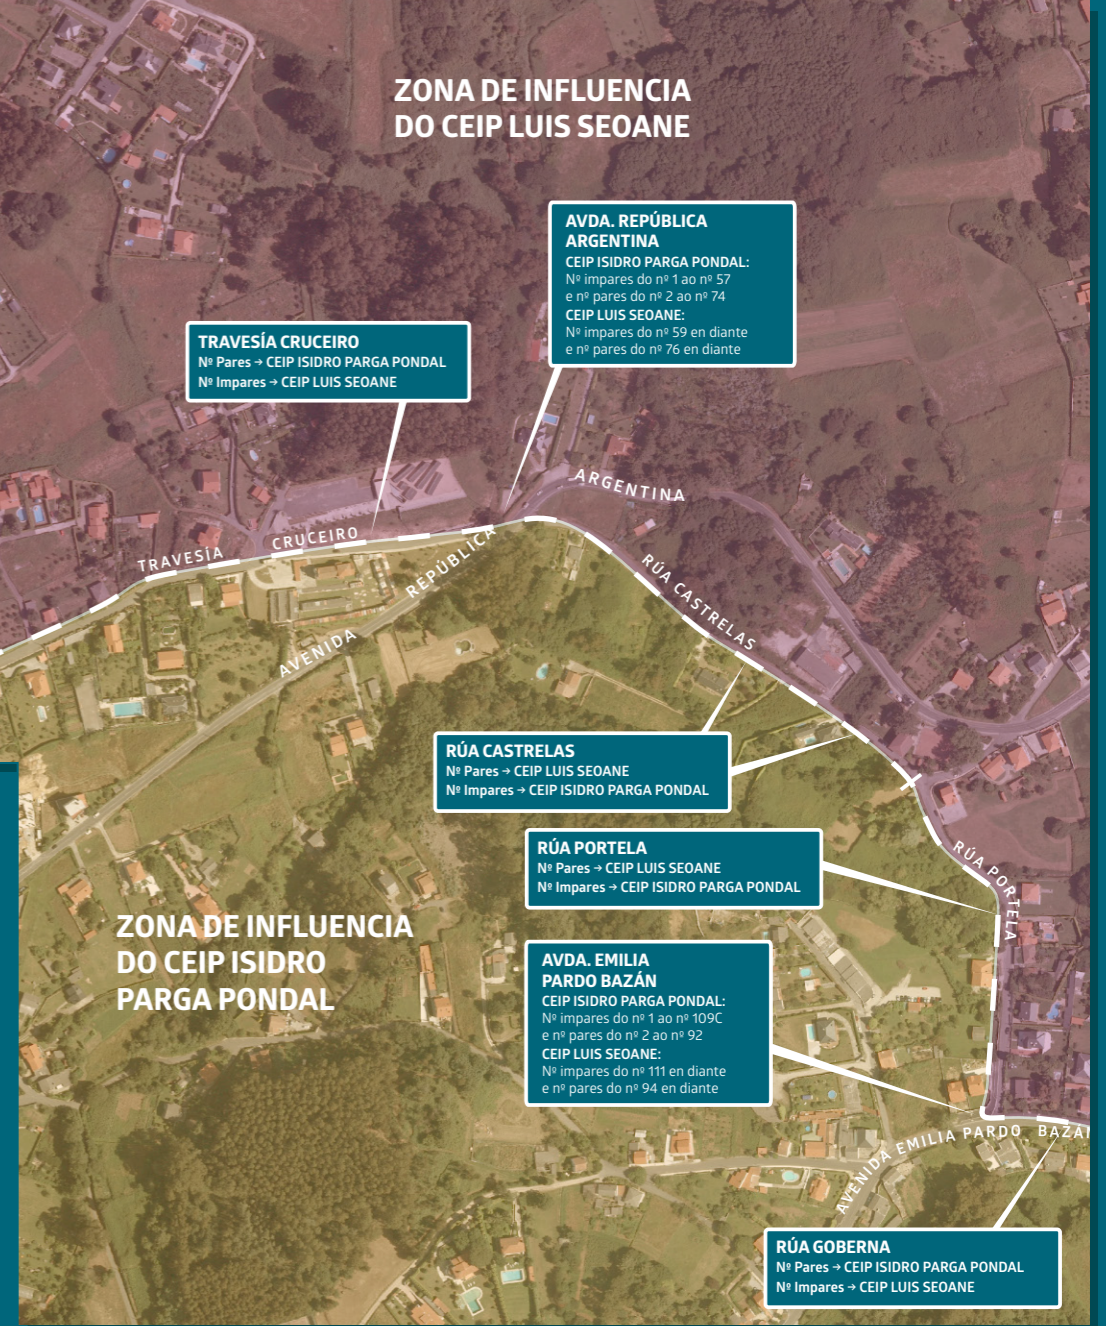 ZONA DE INFLUENCIA
DO CEIP LUIS SEOANE
AVDA. REPÚBLICA
ARGENTINA
CEIP ISIDRO PARGA PONDAL:
Nº impares do nº 1 ao nº 57
e nº pares do nº 2 ao nº 74
CEIP LUIS SEOANE:
Nº impares do nº 59 en diante
e nº pares do nº 76 en diante
TRAVESÍA CRUCEIRO
Nº Pares → CEIP ISIDRO PARGA PONDAL
Nº Impares → CEIP LUIS SEOANE
TRAVESÍA CRUCEIRO
AVENIDA REPÚBLICA ARGENTINA
RÚA CASTRELAS
RÚA CASTRELAS
Nº Pares → CEIP LUIS SEOANE
Nº Impares → CEIP ISIDRO PARGA PONDAL
RÚA PORTELA
Nº Pares → CEIP LUIS SEOANE
Nº Impares → CEIP ISIDRO PARGA PONDAL
RÚA PORTELA
ZONA DE INFLUENCIA
DO CEIP ISIDRO
PARGA PONDAL
AVDA. EMILIA
PARDO BAZÁN
CEIP ISIDRO PARGA PONDAL:
Nº impares do nº 1 ao nº 109C
e nº pares do nº 2 ao nº 92
CEIP LUIS SEOANE:
Nº impares do nº 111 en diante
e nº pares do nº 94 en diante
AVENIDA EMILIA PARDO BAZÁ
RÚA GOBERNA
Nº Pares → CEIP ISIDRO PARGA PONDAL
Nº Impares → CEIP LUIS SEOANE